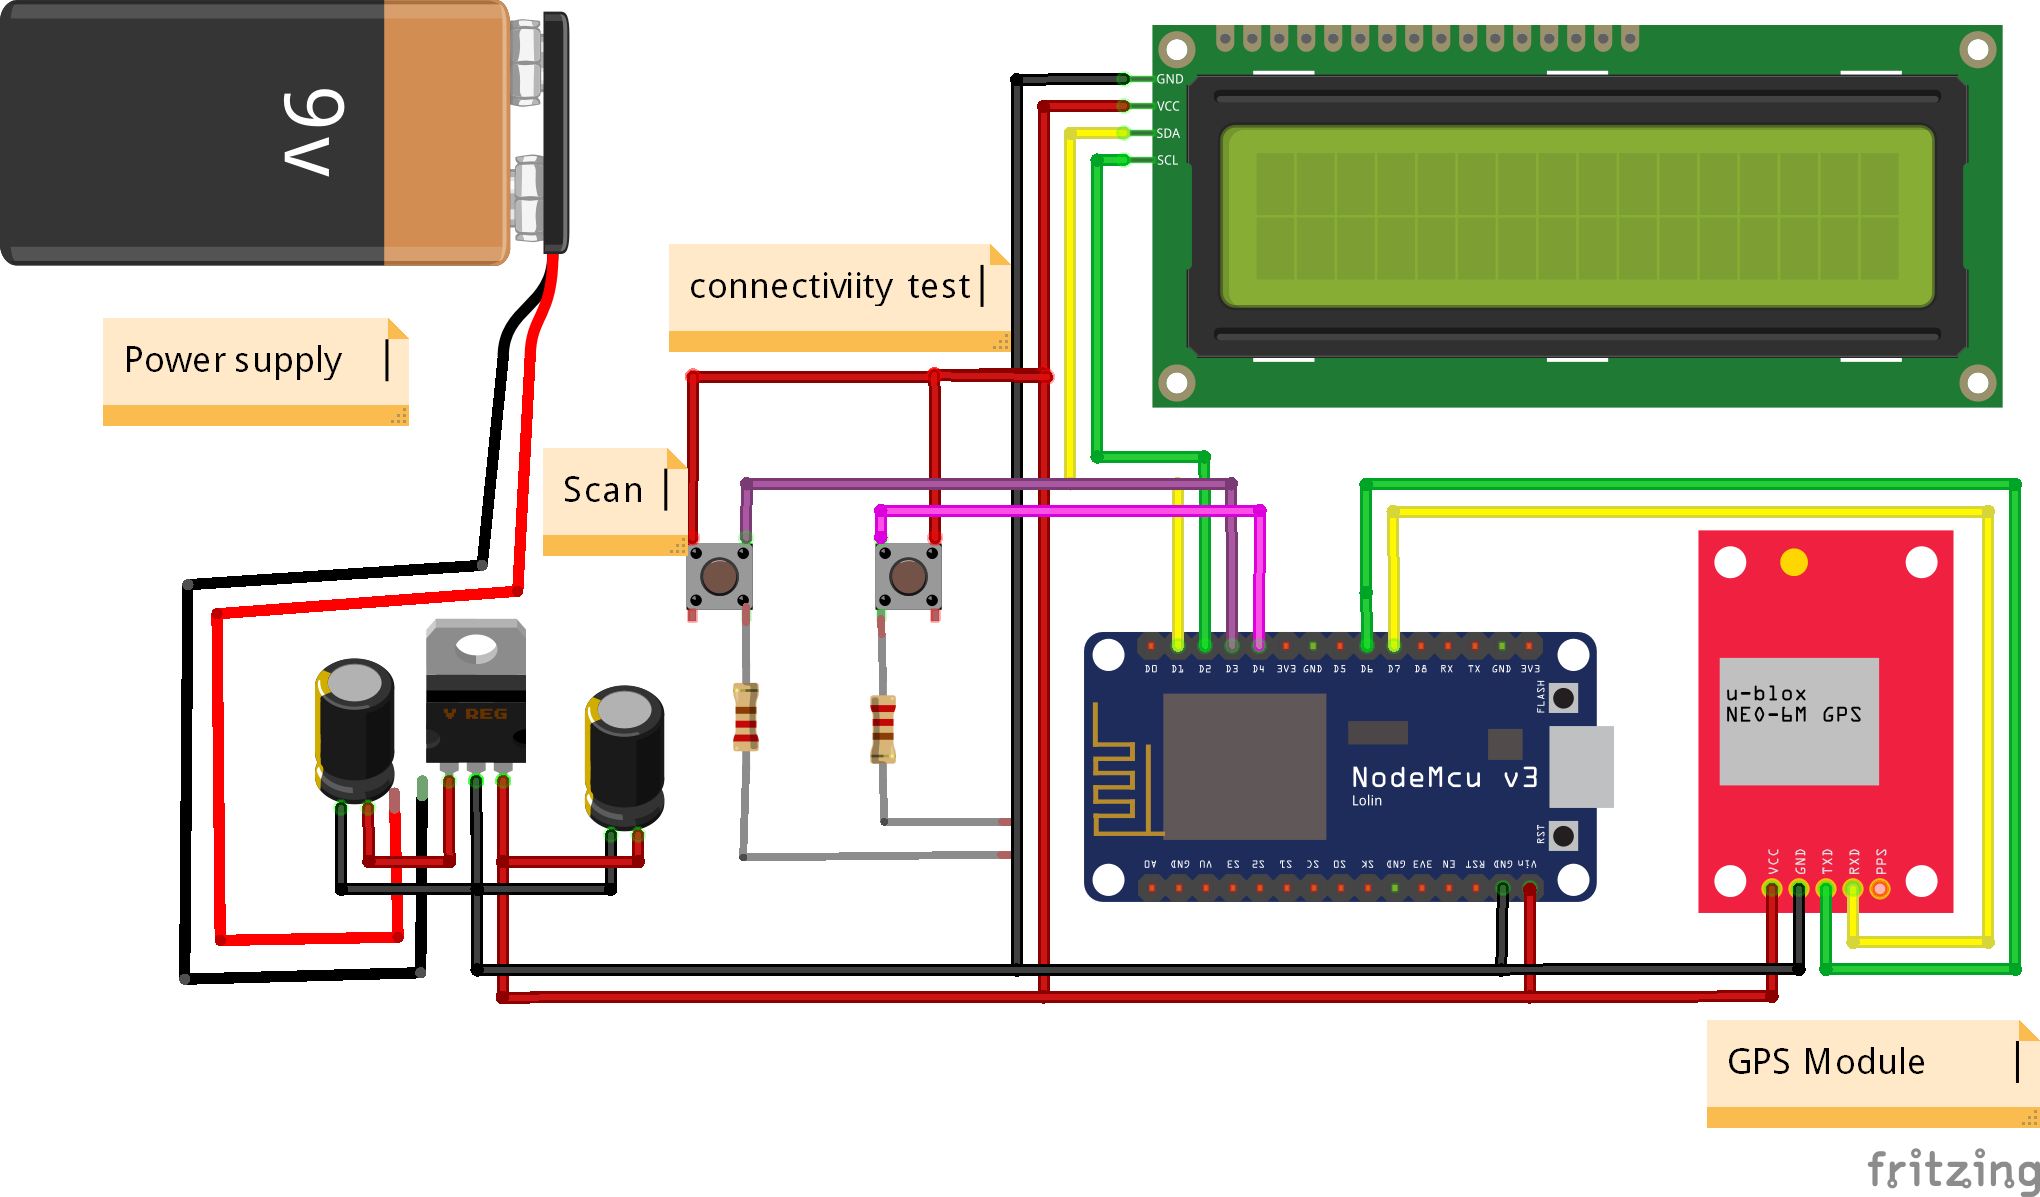 9v
GND
VCC
SDA
SCL
connectiviity test
Power supply
Scan
V REG
D0 D1 D2 D3 D4 3V3 GND D5 D6 D7 D8 RX TX GND 3V3
FLASH
NodeMcu v3
Lolin
RST
A0 GND VU S3 S2 S1 SC S0 SK GND 3V3 EN RST GND Vin
u-blox
NEO-6M GPS
VCC
GND
TXD
RXD
PPS
GPS Module
fritzing